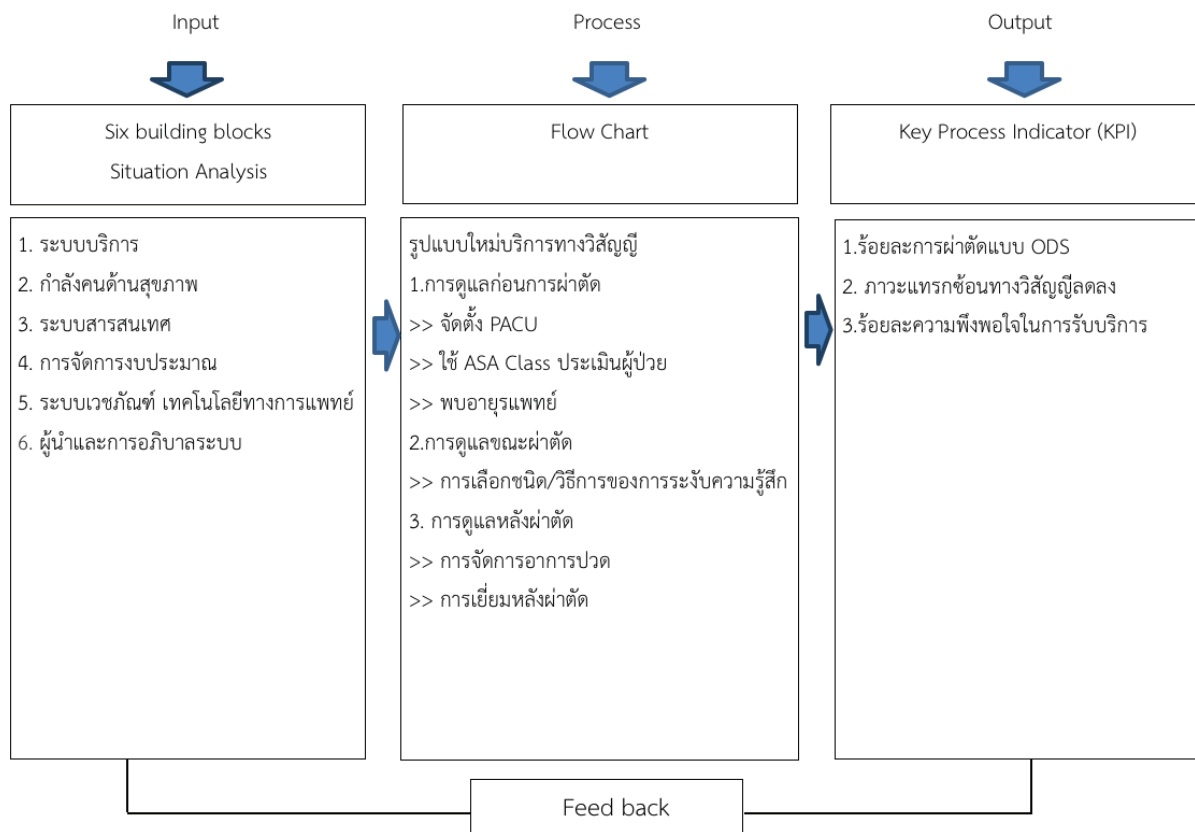 Input
Process
Output
Six building blocks
Situation Analysis
Flow Chart
Key Process Indicator (KPI)
1. ระบบบริการ
2. กำลังคนด้านสุขภาพ
3. ระบบสารสนเทศ
4. การจัดการงบประมาณ
5. ระบบเวชภัณฑ์ เทคโนโลยีทางการแพทย์
6. ผู้นำและการอภิบาลระบบ
รูปแบบใหม่บริการทางวิสัญญี
1.การดูแลก่อนการผ่าตัด
>> จัดตั้ง PACU
>> ใช้ ASA Class ประเมินผู้ป่วย
>> พบอายุรแพทย์
2.การดูแลขณะผ่าตัด
>> การเลือกชนิด/วิธีการของการระงับความรู้สึก
3. การดูแลหลังผ่าตัด
>> การจัดการอาการปวด
>> การเยี่ยมหลังผ่าตัด
1.ร้อยละการผ่าตัดแบบ ODS
2. ภาวะแทรกซ้อนทางวิสัญญีลดลง
3.ร้อยละความพึงพอใจในการรับบริการ
Feed back